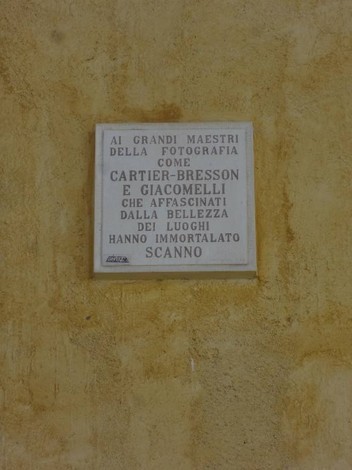 AI GRANDI MAESTRI
DELLA FOTOGRAFIA
COME
CARTIER-BRESSON
E GIACOMELLI
CHE AFFASCINATI
DALLA BELLEZZA
DEI LUOGHI
HANNO IMMORTALATO
SCANNO